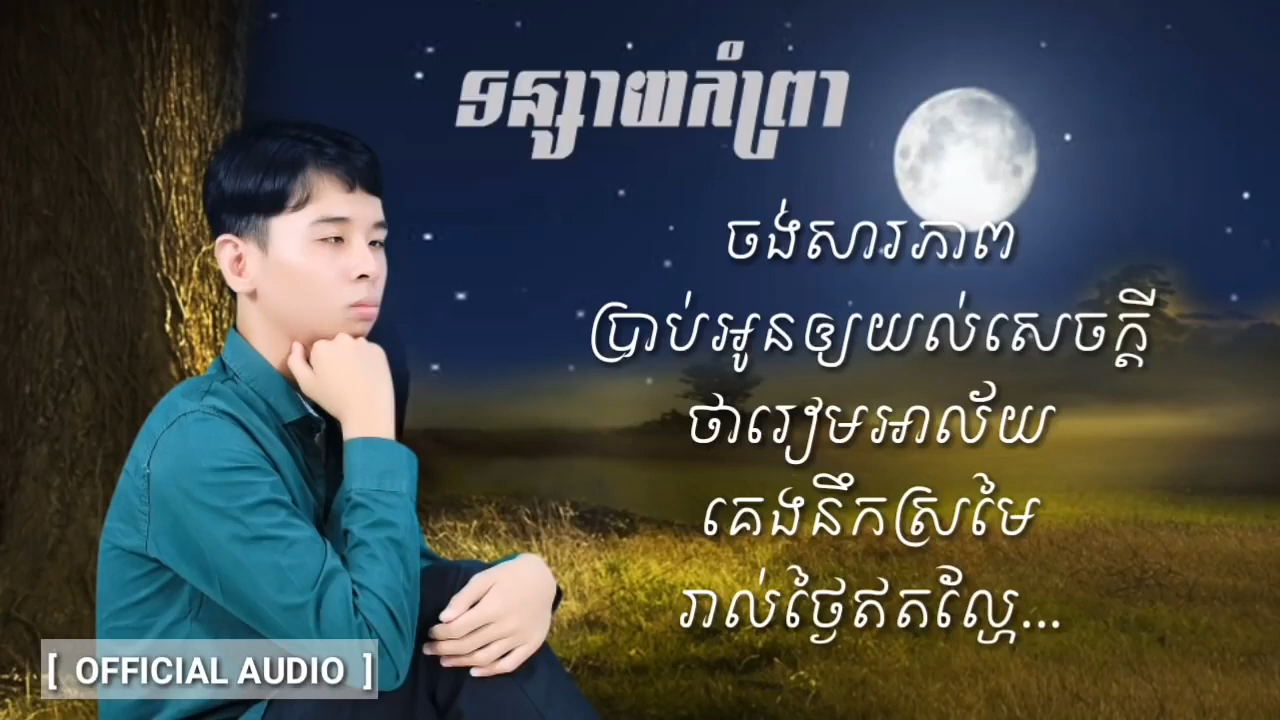 ទន្សាយកំព្រា
ចង់សារភាព
ប្រាប់អូនឲ្យយល់សេចក្ដី
ថារៀមអាល័យ
គេងនឹកស្រមៃ
រាល់ថ្ងៃឥតល្ហែ...
[ OFFICIAL AUDIO ]